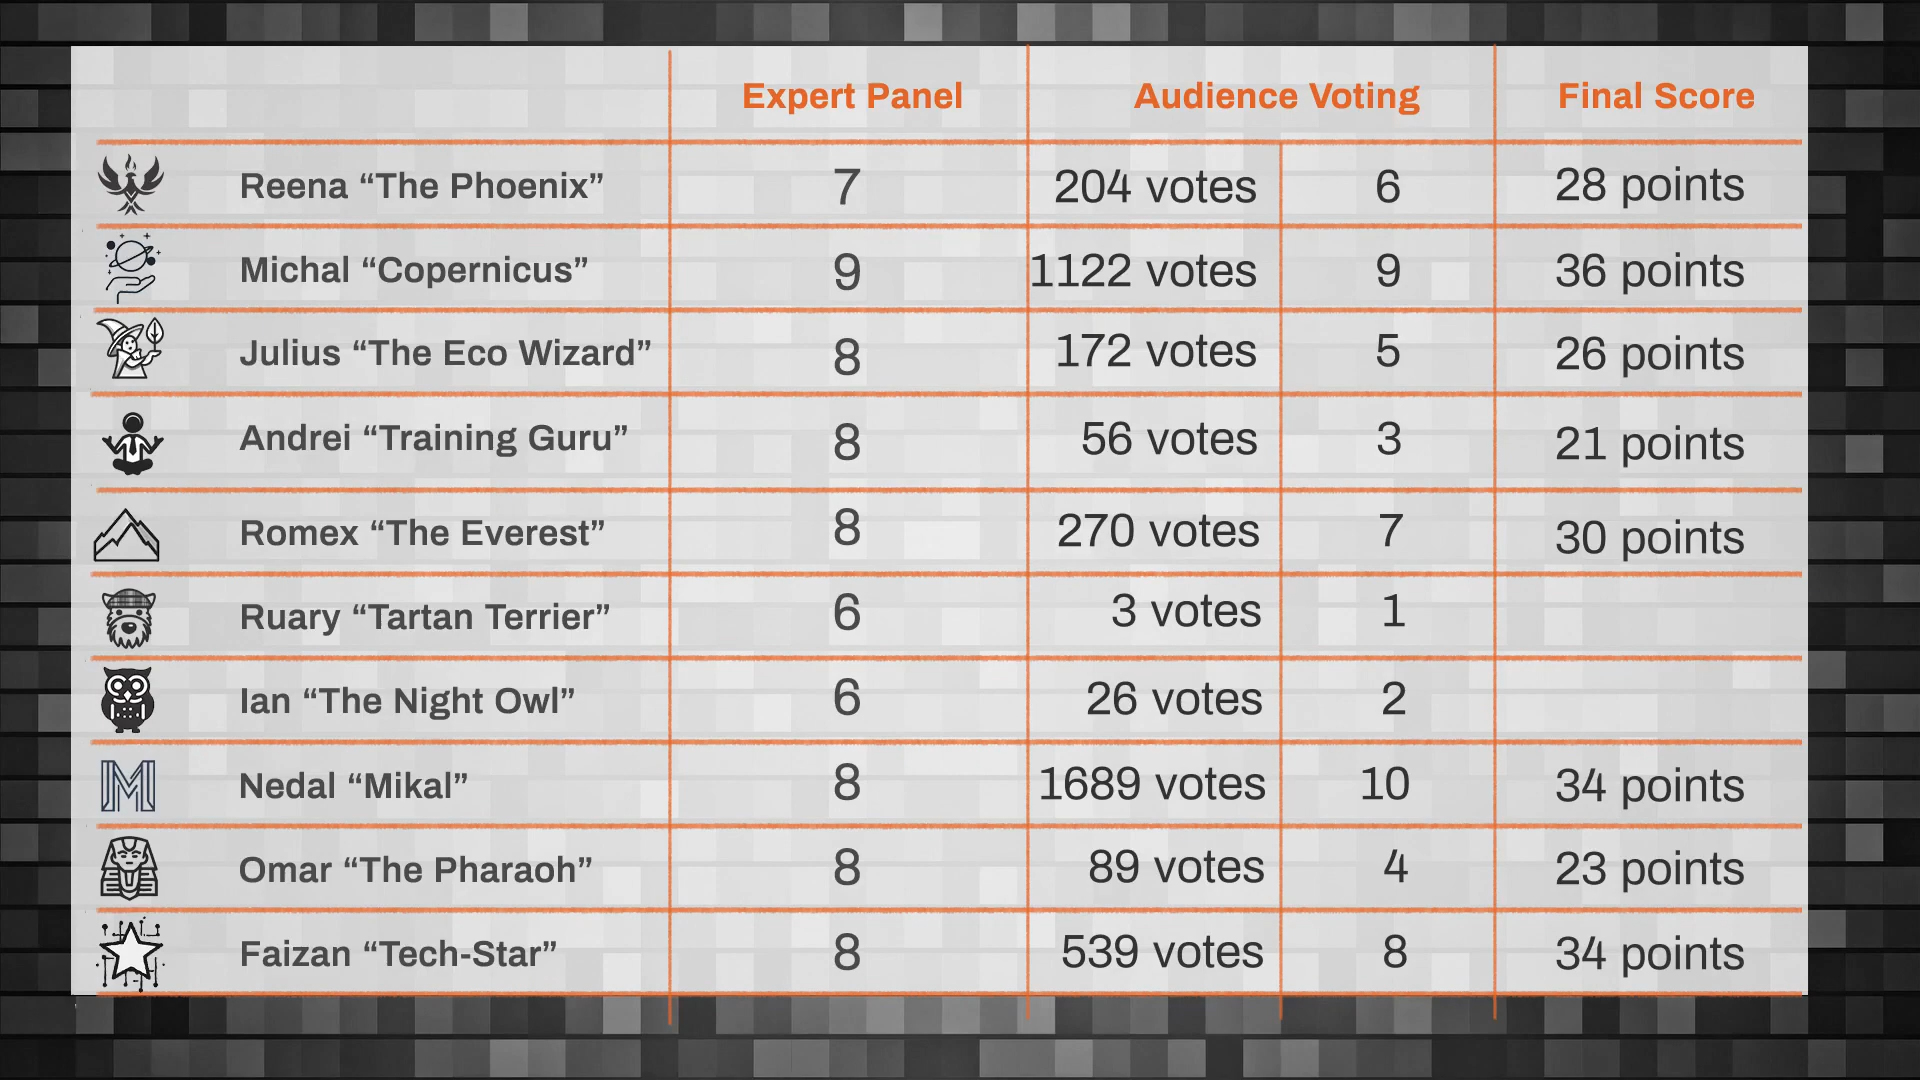 Expert Panel Audience Voting Final Score
Reena “The Phoenix” 7 204 votes 6 28 points
Michal “Copernicus” 9 1122 votes 9 36 points
Julius “The Eco Wizard” 8 172 votes 5 26 points
Andrei “Training Guru” 8 56 votes 3 21 points
Romex “The Everest” 8 270 votes 7 30 points
Ruary “Tartan Terrier” 6 3 votes 1
Ian “The Night Owl” 6 26 votes 2
Nedal “Mikal” 8 1689 votes 10 34 points
Omar “The Pharaoh” 8 89 votes 4 23 points
Faizan “Tech-Star” 8 539 votes 8 34 points